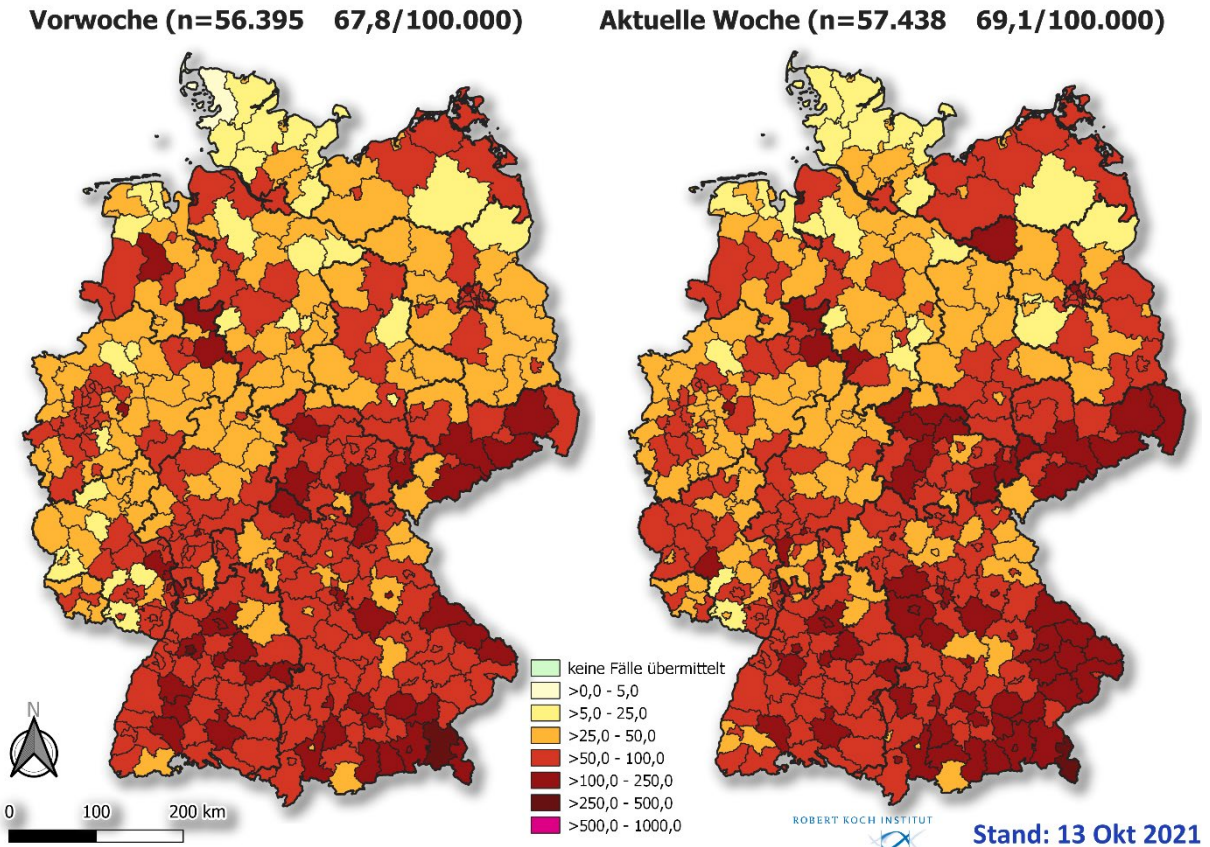 Vorwoche (n=56.395 67,8/100.000)
Aktuelle Woche (n=57.438 69,1/100.000)
keine Fälle übermittelt
>0,0 - 5,0
>5,0 - 25,0
>25,0 - 50,0
>50,0 - 100,0
>100,0 - 250,0
>250,0 - 500,0
>500,0 - 1000,0
N
0 100 200 km
ROBERT KOCH INSTITUT
Stand: 13 Okt 2021